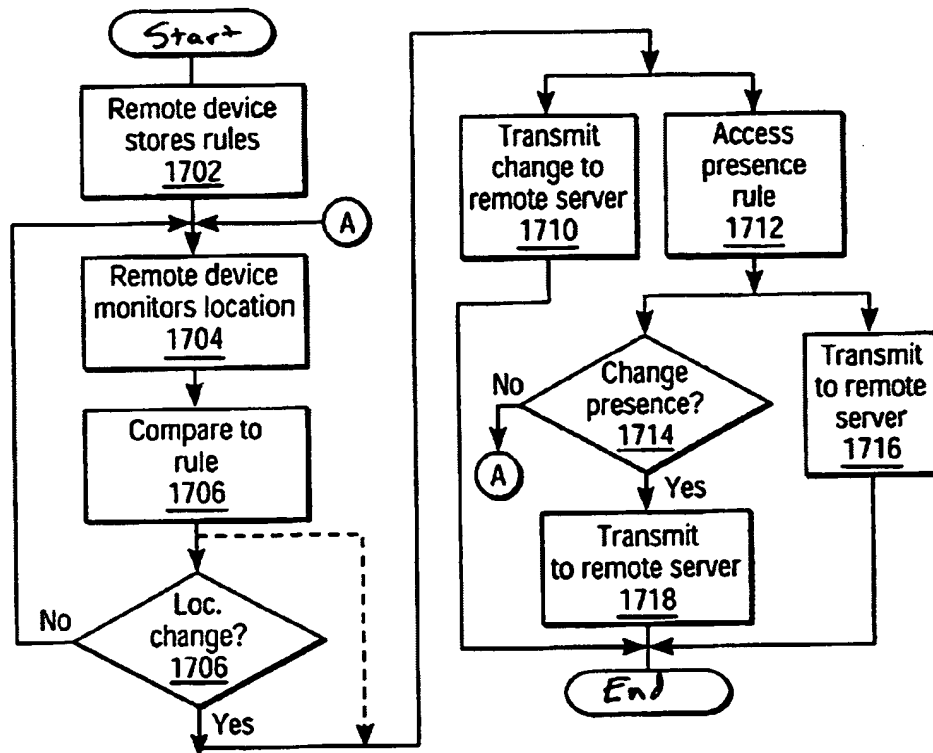 Start
Remote device
stores rules
1702
A
Remote device
monitors location
1704
Compare to
rule
1706
Loc.
change?
1706
No
Yes
Transmit
change to
remote server
1710
Access
presence
rule
1712
Change
presence?
1714
No
A
Yes
Transmit
to remote
server
1716
Transmit
to remote server
1718
End